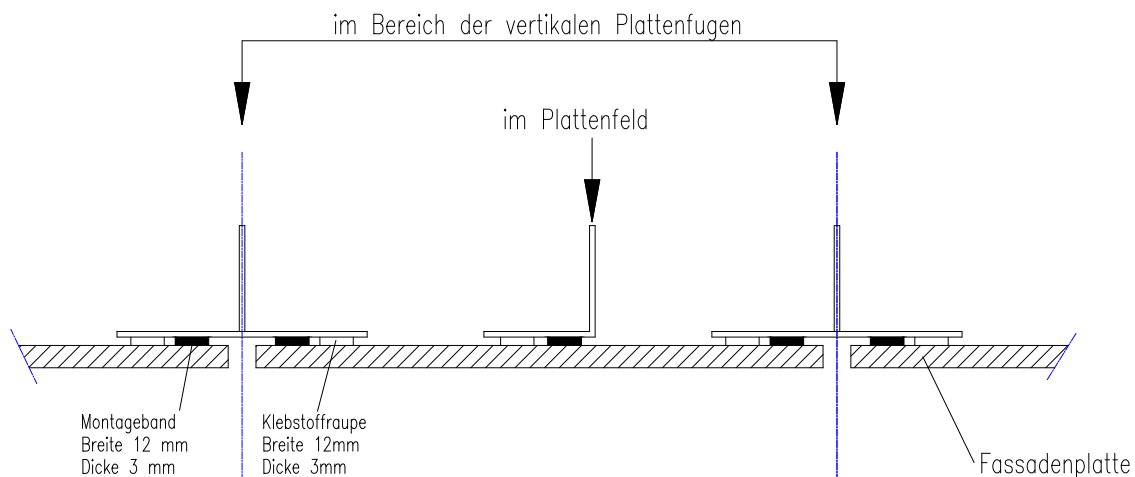 im Bereich der vertikalen Plattenfugen
im Plattenfeld
Montageband
Breite 12 mm
Dicke 3 mm
Klebstoffraupe
Breite 12mm
Dicke 3mm
Fassadenplatte